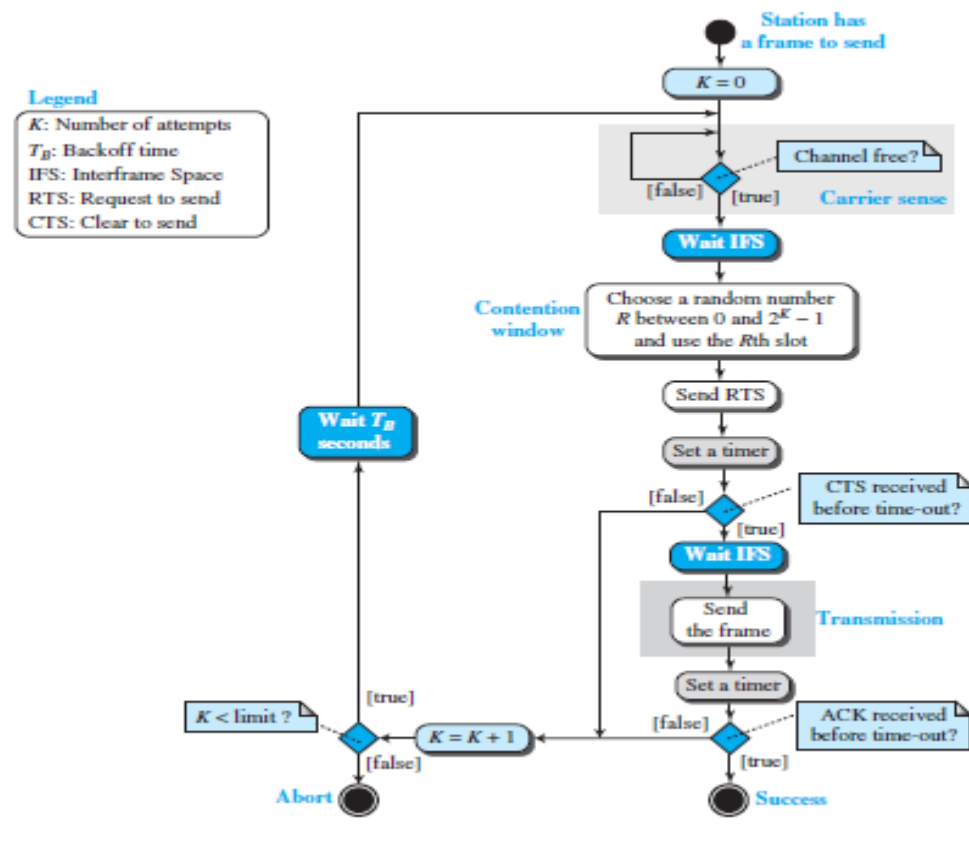 Station has
a frame to send
K = 0
Legend
K: Number of attempts
T_B: Backoff time
IFS: Interframe Space
RTS: Request to send
CTS: Clear to send
Channel free?
[false]
[true]
Carrier sense
Wait IFS
Contention
window
Choose a random number
R between 0 and 2^K − 1
and use the Rth slot
Send RTS
Wait T_B
seconds
Set a timer
CTS received
before time-out?
[false]
[true]
Wait IFS
Send
the frame
Transmission
Set a timer
[true]
K < limit ?
K = K + 1
[false]
ACK received
before time-out?
[false]
[true]
Abort
Success